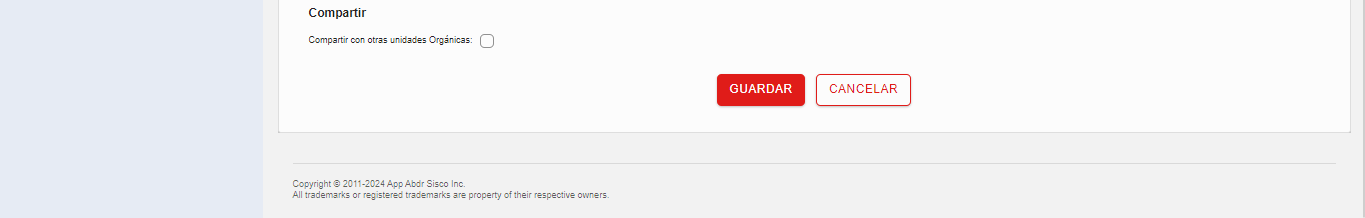 Compartir
Compartir con otras unidades Orgánicas:
GUARDAR CANCELAR
Copyright © 2011-2024 App Abdr Sisco Inc.
All trademarks or registered trademarks are property of their respective owners.